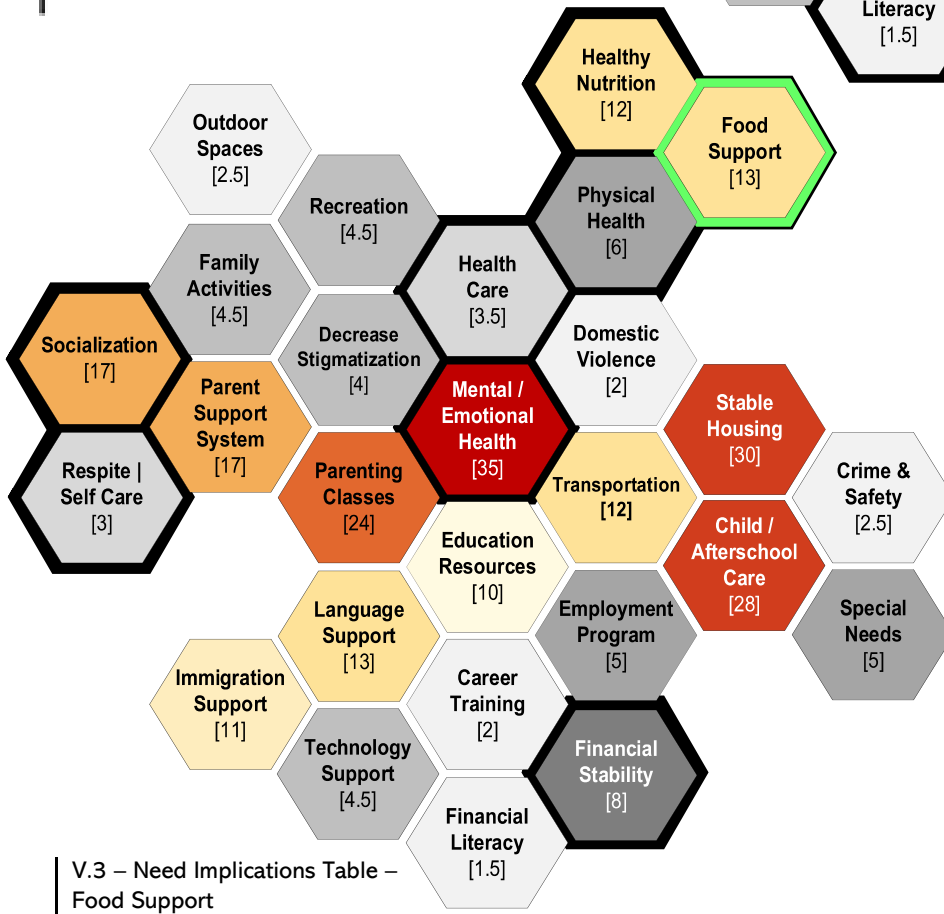 Literacy
[1.5]
Healthy
Nutrition
[12]
Food
Support
[13]
Outdoor
Spaces
[2.5]
Recreation
[4.5]
Physical
Health
[6]
Family
Activities
[4.5]
Health
Care
[3.5]
Socialization
[17]
Decrease
Stigmatization
[4]
Domestic
Violence
[2]
Parent
Support
System
[17]
Mental /
Emotional
Health
[35]
Stable
Housing
[30]
Respite |
Self Care
[3]
Parenting
Classes
[24]
Transportation
[12]
Crime &
Safety
[2.5]
Education
Resources
[10]
Child /
Afterschool
Care
[28]
Language
Support
[13]
Employment
Program
[5]
Special
Needs
[5]
Immigration
Support
[11]
Career
Training
[2]
Technology
Support
[4.5]
Financial
Stability
[8]
Financial
Literacy
[1.5]
V.3 – Need Implications Table –
Food Support